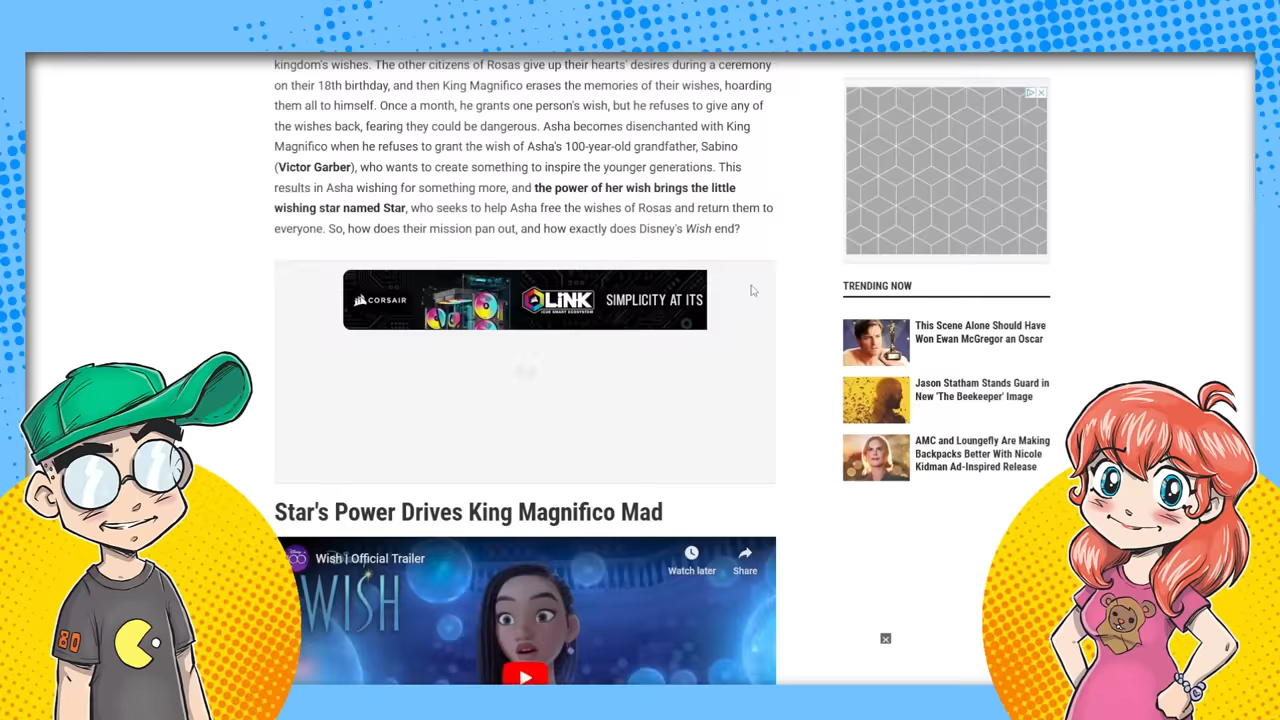 kingdom's wishes. The other citizens of Rosas give up their hearts' desires during a ceremony
on their 18th birthday, and then King Magnifico erases the memories of their wishes, hoarding
them all to himself. Once a month, he grants one person's wish, but he refuses to give any of
the wishes back, fearing they could be dangerous. Asha becomes disenchanted with King
Magnifico when he refuses to grant the wish of Asha's 100-year-old grandfather, Sabino
(Victor Garber), who wants to create something to inspire the younger generations. This
results in Asha wishing for something more, and the power of her wish brings the little
wishing star named Star, who seeks to help Asha free the wishes of Rosas and return them to
everyone. So, how does their mission pan out, and how exactly does Disney's Wish end?
CORSAIR
iCUE LINK
SIMPLICITY AT ITS
iCUE SMART ECOSYSTEM
Star's Power Drives King Magnifico Mad
Wish | Official Trailer
Watch later
Share
WISH
TRENDING NOW
This Scene Alone Should Have
Won Ewan McGregor an Oscar
Jason Statham Stands Guard in
New 'The Beekeeper' Image
AMC and Loungefly Are Making
Backpacks Better With Nicole
Kidman Ad-Inspired Release
80